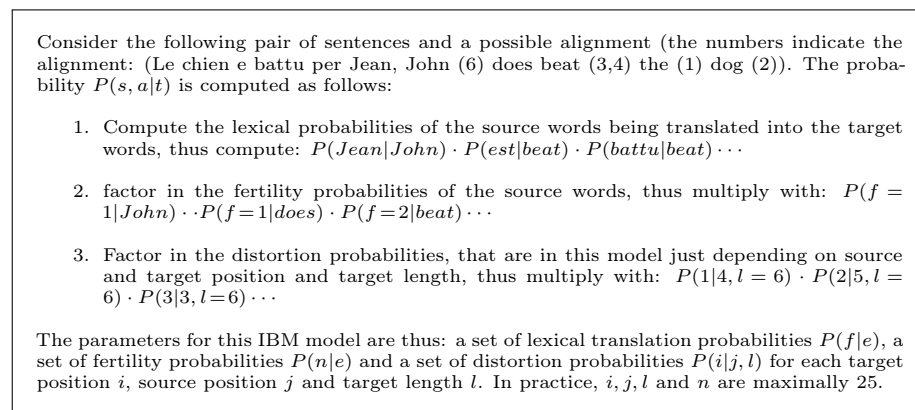 Consider the following pair of sentences and a possible alignment (the numbers indicate the
alignment: (Le chien e battu per Jean, John (6) does beat (3,4) the (1) dog (2)). The proba-
bility P(s, a|t) is computed as follows:
1. Compute the lexical probabilities of the source words being translated into the target
words, thus compute: P(Jean|John) · P(est|beat) · P(battu|beat) · · ·
2. factor in the fertility probabilities of the source words, thus multiply with: P(f =
1|John) · ·P(f = 1|does) · P(f = 2|beat) · · ·
3. Factor in the distortion probabilities, that are in this model just depending on source
and target position and target length, thus multiply with: P(1|4, l = 6) · P(2|5, l =
6) · P(3|3, l = 6) · · ·
The parameters for this IBM model are thus: a set of lexical translation probabilities P(f|e), a
set of fertility probabilities P(n|e) and a set of distortion probabilities P(i|j, l) for each target
position i, source position j and target length l. In practice, i, j, l and n are maximally 25.